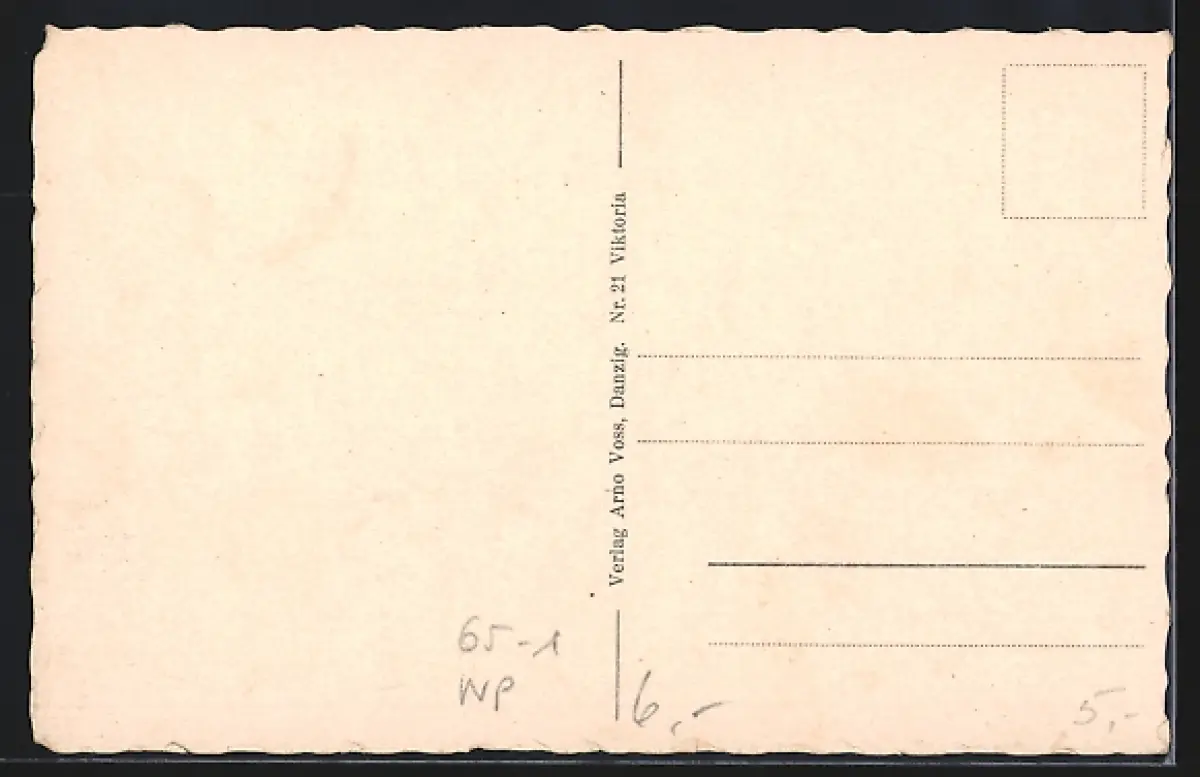 Verlag Arno Voss, Danzig. Nr. 21 Viktoria
65-1
WP
6,-
5,-